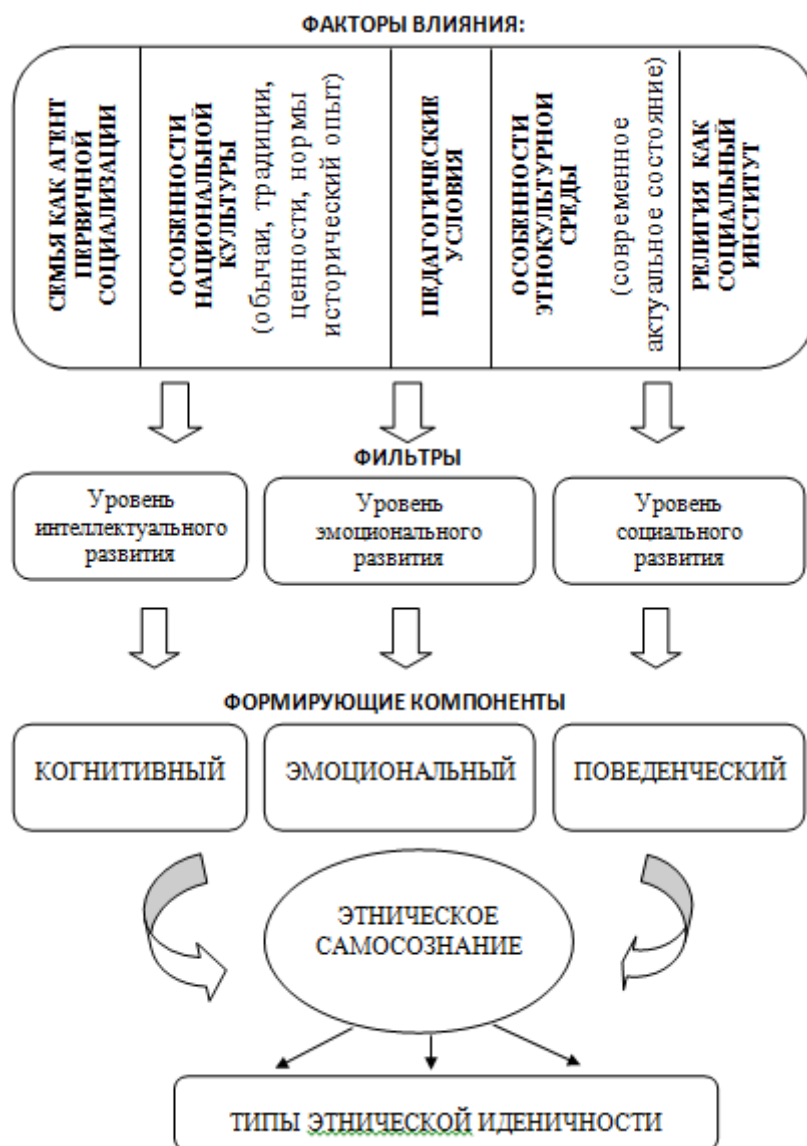 ФАКТОРЫ ВЛИЯНИЯ:
СЕМЬЯ КАК АГЕНТ
ПЕРВИЧНОЙ
СОЦИАЛИЗАЦИИ
ОСОБЕННОСТИ
НАЦИОНАЛЬНОЙ
КУЛЬТУРЫ
(обычаи, традиции,
ценности, нормы
исторический опыт)
ПЕДАГОГИЧЕСКИЕ
УСЛОВИЯ
ОСОБЕННОСТИ
ЭТНОКУЛЬТУРНОЙ
СРЕДЫ
(современное
актуальное состояние)
РЕЛИГИЯ КАК
СОЦИАЛЬНЫЙ
ИНСТИТУТ
ФИЛЬТРЫ
Уровень
интеллектуального
развития
Уровень
эмоционального
развития
Уровень
социального
развития
ФОРМИРУЮЩИЕ КОМПОНЕНТЫ
КОГНИТИВНЫЙ
ЭМОЦИОНАЛЬНЫЙ
ПОВЕДЕНЧЕСКИЙ
ЭТНИЧЕСКОЕ
САМОСОЗНАНИЕ
ТИПЫ ЭТНИЧЕСКОЙ ИДЕНИЧНОСТИ